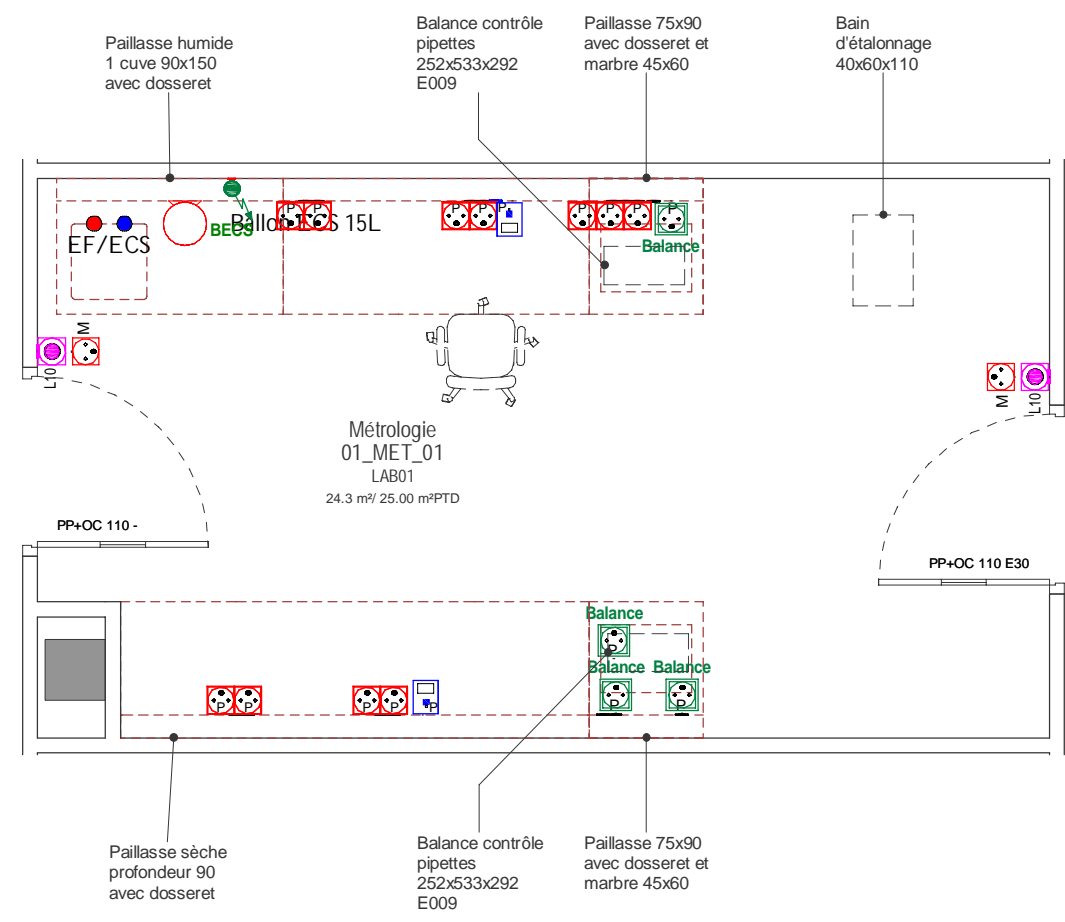 Paillasse humide
1 cuve 90x150
avec dosseret
Balance contrôle
pipettes
252x533x292
E009
Paillasse 75x90
avec dosseret et
marbre 45x60
Bain
d'étalonnage
40x60x110
EF/ECS
BECS
Ballon ECS 15L
P
P
P
P
P
P
P
P
P
Balance
M
L10
M
L10
Métrologie
01_MET_01
LAB01
24.3 m²/ 25.00 m²PTD
PP+OC 110 -
PP+OC 110 E30
Balance
P
Balance
Balance
P
P
P
P
P
P
P
Paillasse sèche
profondeur 90
avec dosseret
Balance contrôle
pipettes
252x533x292
E009
Paillasse 75x90
avec dosseret et
marbre 45x60